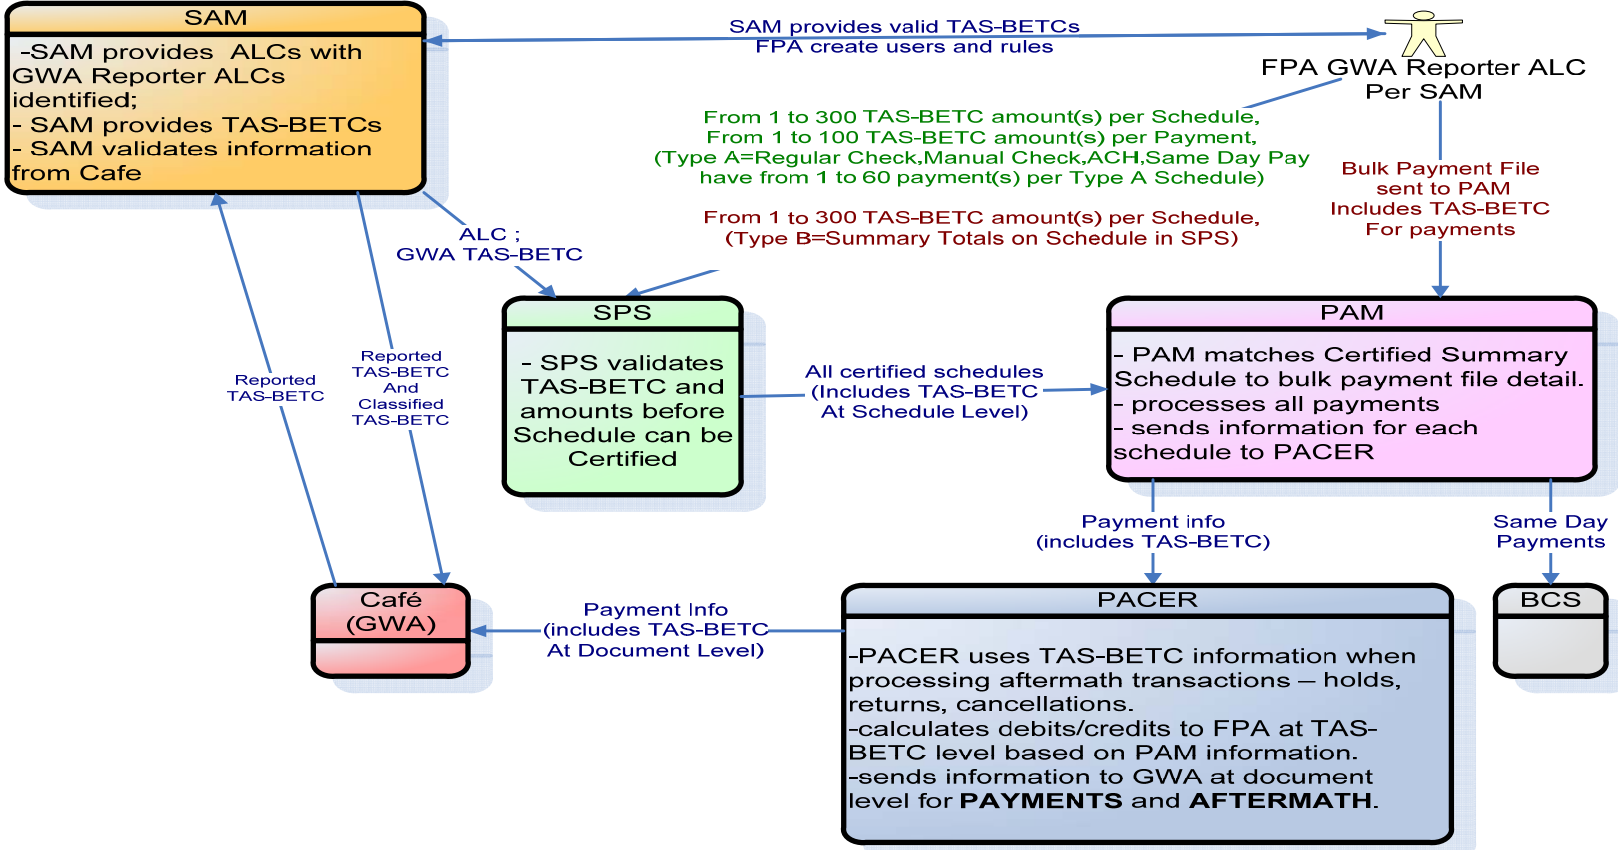 SAM
-SAM provides  ALCs with
GWA Reporter ALCs
identified;
- SAM provides TAS-BETCs
- SAM validates information
from Cafe
SAM provides valid TAS-BETCs
FPA create users and rules
FPA GWA Reporter ALC
Per SAM
From 1 to 300 TAS-BETC amount(s) per Schedule,
From 1 to 100 TAS-BETC amount(s) per Payment,
(Type A=Regular Check,Manual Check,ACH,Same Day Pay
have from 1 to 60 payment(s) per Type A Schedule)
From 1 to 300 TAS-BETC amount(s) per Schedule,
(Type B=Summary Totals on Schedule in SPS)
Bulk Payment File
sent to PAM
Includes TAS-BETC
For payments
ALC ;
GWA TAS-BETC
Reported
TAS-BETC
Reported
TAS-BETC
And
Classified
TAS-BETC
SPS
- SPS validates
TAS-BETC and
amounts before
Schedule can be
Certified
All certified schedules
(Includes TAS-BETC
At Schedule Level)
PAM
- PAM matches Certified Summary
Schedule to bulk payment file detail.
- processes all payments
- sends information for each
schedule to PACER
Payment info
(includes TAS-BETC)
Same Day
Payments
Café
(GWA)
Payment Info
(includes TAS-BETC
At Document Level)
PACER
-PACER uses TAS-BETC information when
processing aftermath transactions – holds,
returns, cancellations.
-calculates debits/credits to FPA at TAS-
BETC level based on PAM information.
-sends information to GWA at document
level for PAYMENTS and AFTERMATH.
BCS